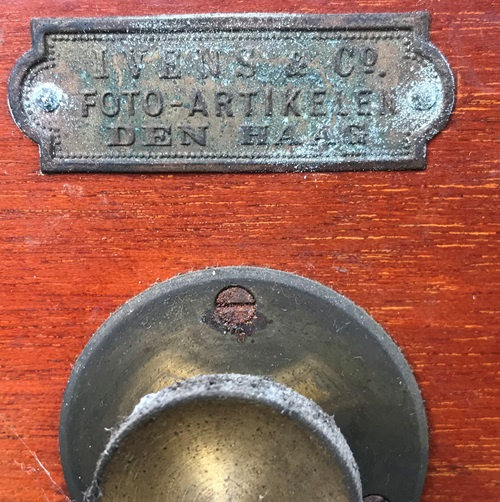 IVENS & Co.
FOTO-ARTIKELEN
DEN HAAG